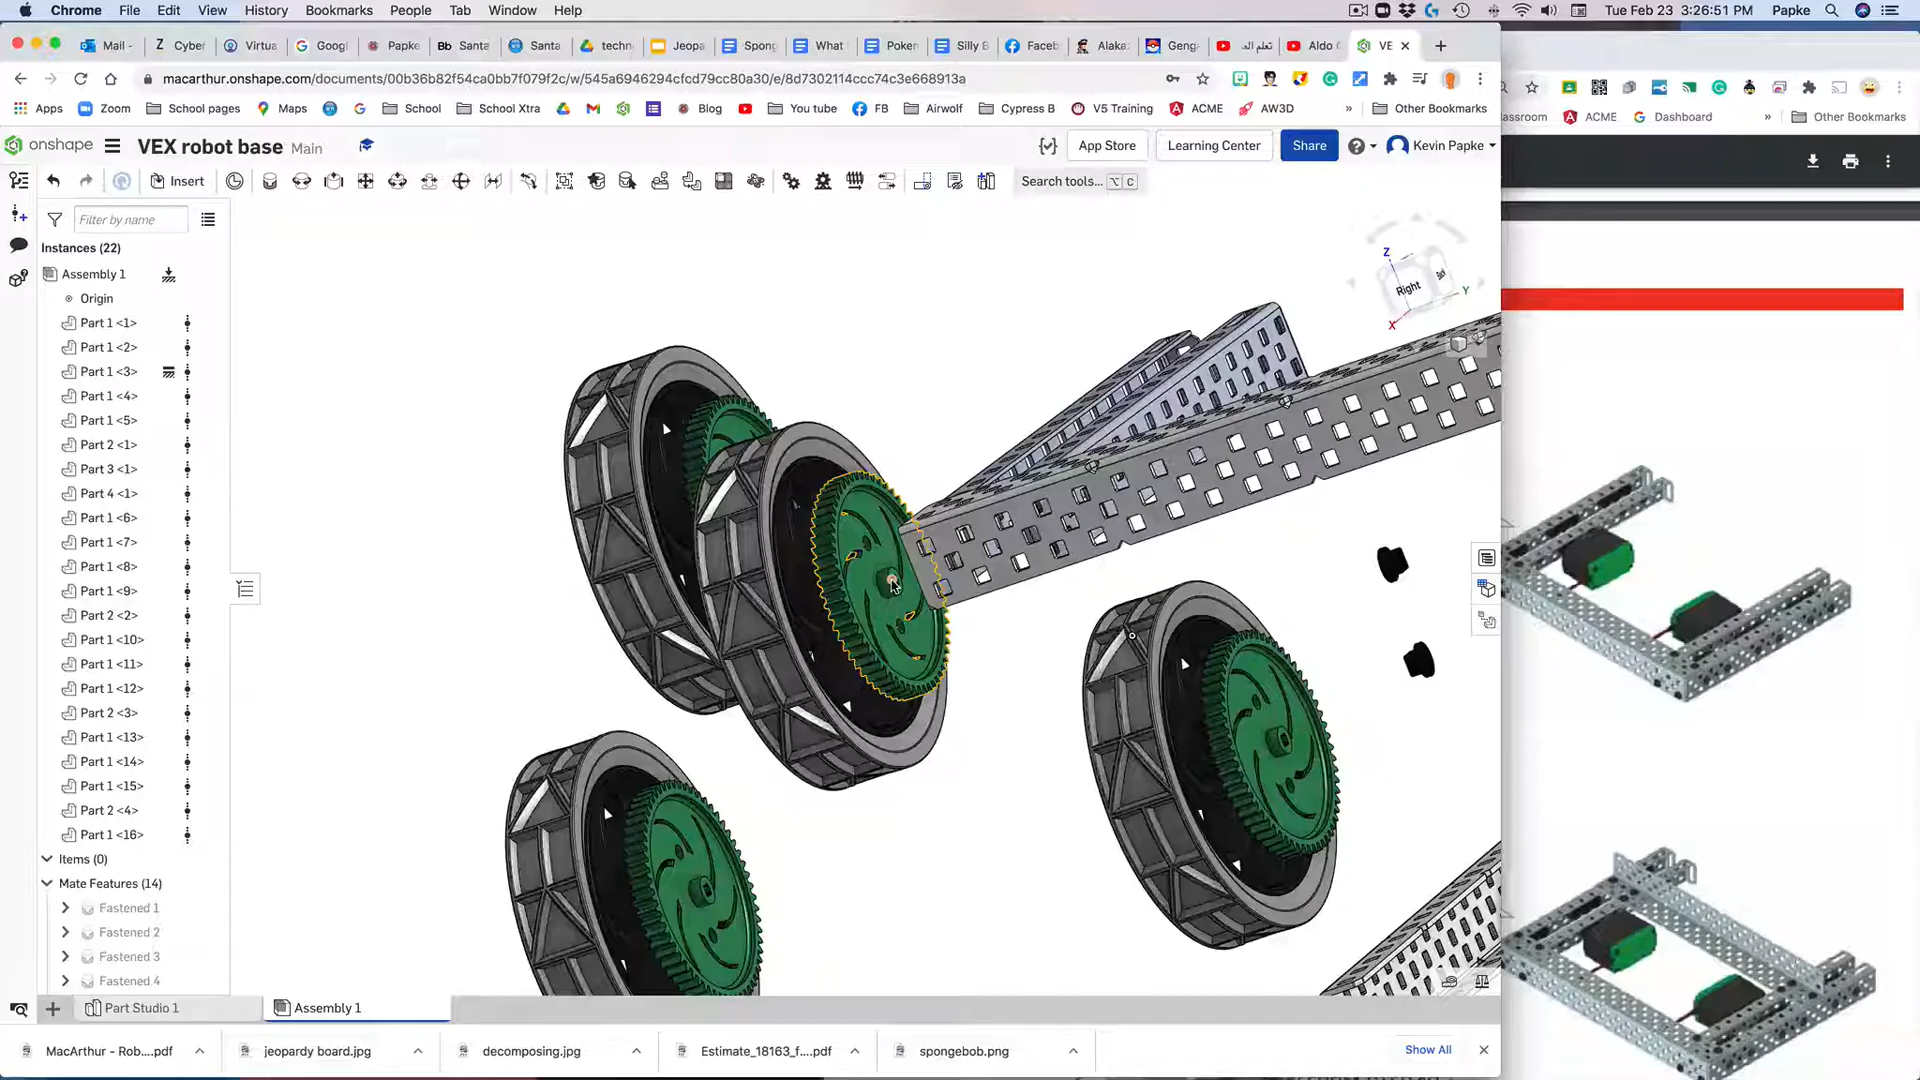 Chrome File Edit View History Bookmarks People Tab Window Help Tue Feb 23 3:26:51 PM Papke
Mail - Cyber Virtua Googl Papke Bb Santa Santa techn Jeopa Spong What Poken Silly B Faceb Alaka Geng- تعلم الـ Aldo VE
macarthur.onshape.com/documents/00b36b82f54ca0bb7f079f2c/w/545a6946294cfcd79cc80a30/e/8d7302114ccc74c3e668913a
Apps Zoom School pages Maps School School Xtra Blog You tube FB Airwolf Cypress B V5 Training ACME AW3D » Other Bookmarks
assroom ACME Dashboard » Other Bookmarks
onshape VEX robot base Main App Store Learning Center Share Kevin Papke
Insert Search tools... ⌥ C
Filter by name
Instances (22)
Assembly 1
Origin
Part 1 <1>
Part 1 <2>
Part 1 <3>
Part 1 <4>
Part 1 <5>
Part 2 <1>
Part 3 <1>
Part 4 <1>
Part 1 <6>
Part 1 <7>
Part 1 <8>
Part 1 <9>
Part 2 <2>
Part 1 <10>
Part 1 <11>
Part 1 <12>
Part 2 <3>
Part 1 <13>
Part 1 <14>
Part 1 <15>
Part 2 <4>
Part 1 <16>
Items (0)
Mate Features (14)
Fastened 1
Fastened 2
Fastened 3
Fastened 4
Z
Right
Y
X
Part Studio 1 Assembly 1
MacArthur - Rob....pdf jeopardy board.jpg decomposing.jpg Estimate_18163_f....pdf spongebob.png Show All